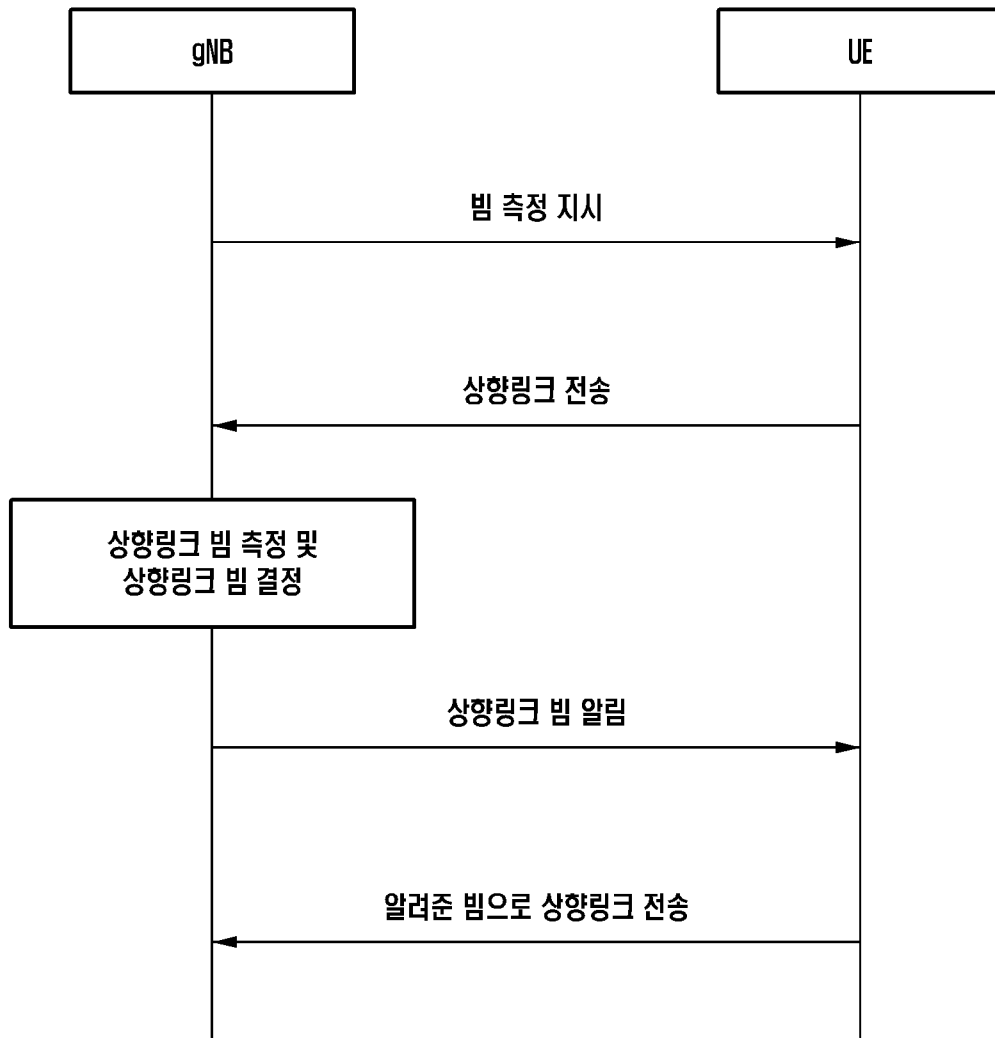 gNB
UE
빔 측정 지시
상향링크 전송
상향링크 빔 측정 및
상향링크 빔 결정
상향링크 빔 알림
알려준 빔으로 상향링크 전송